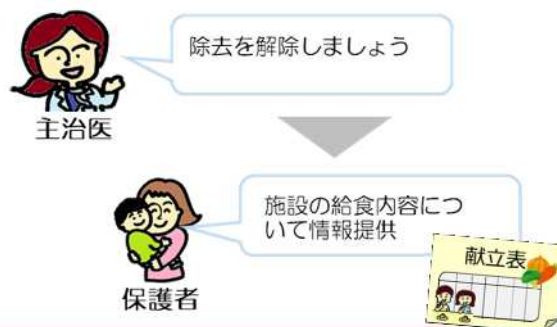 除去を解除しましょう
主治医
施設の給食内容につ
いて情報提供
献立表
保護者